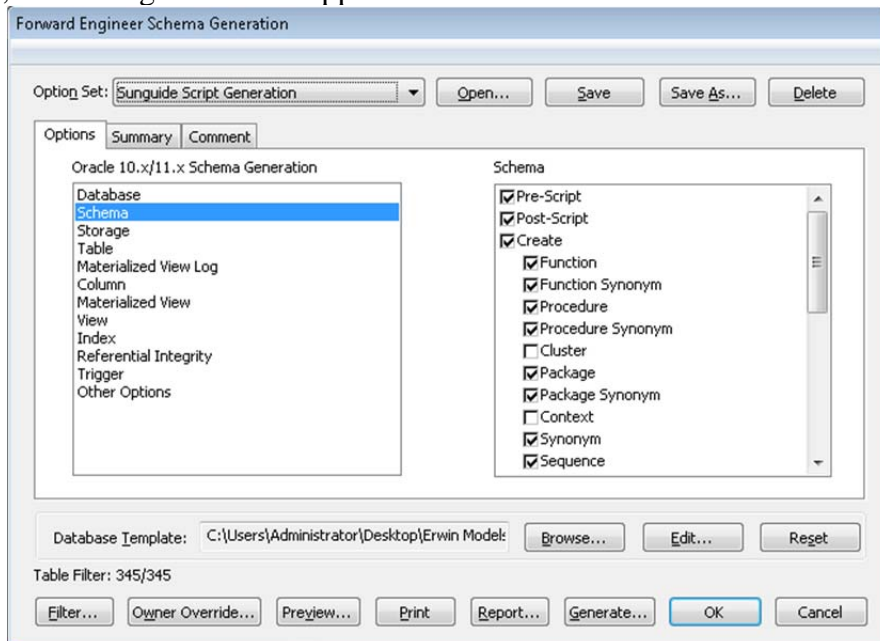 Forward Engineer Schema Generation
Option Set: Sunguide Script Generation Open... Save Save As... Delete
Options Summary Comment
Oracle 10.x/11.x Schema Generation
Database
Schema
Storage
Table
Materialized View Log
Column
Materialized View
View
Index
Referential Integrity
Trigger
Other Options
Schema
Pre-Script
Post-Script
Create
Function
Function Synonym
Procedure
Procedure Synonym
Cluster
Package
Package Synonym
Context
Synonym
Sequence
Database Template: C:\Users\Administrator\Desktop\Erwin Models Browse... Edit... Reset
Table Filter: 345/345
Filter... Owner Override... Preview... Print Report... Generate... OK Cancel